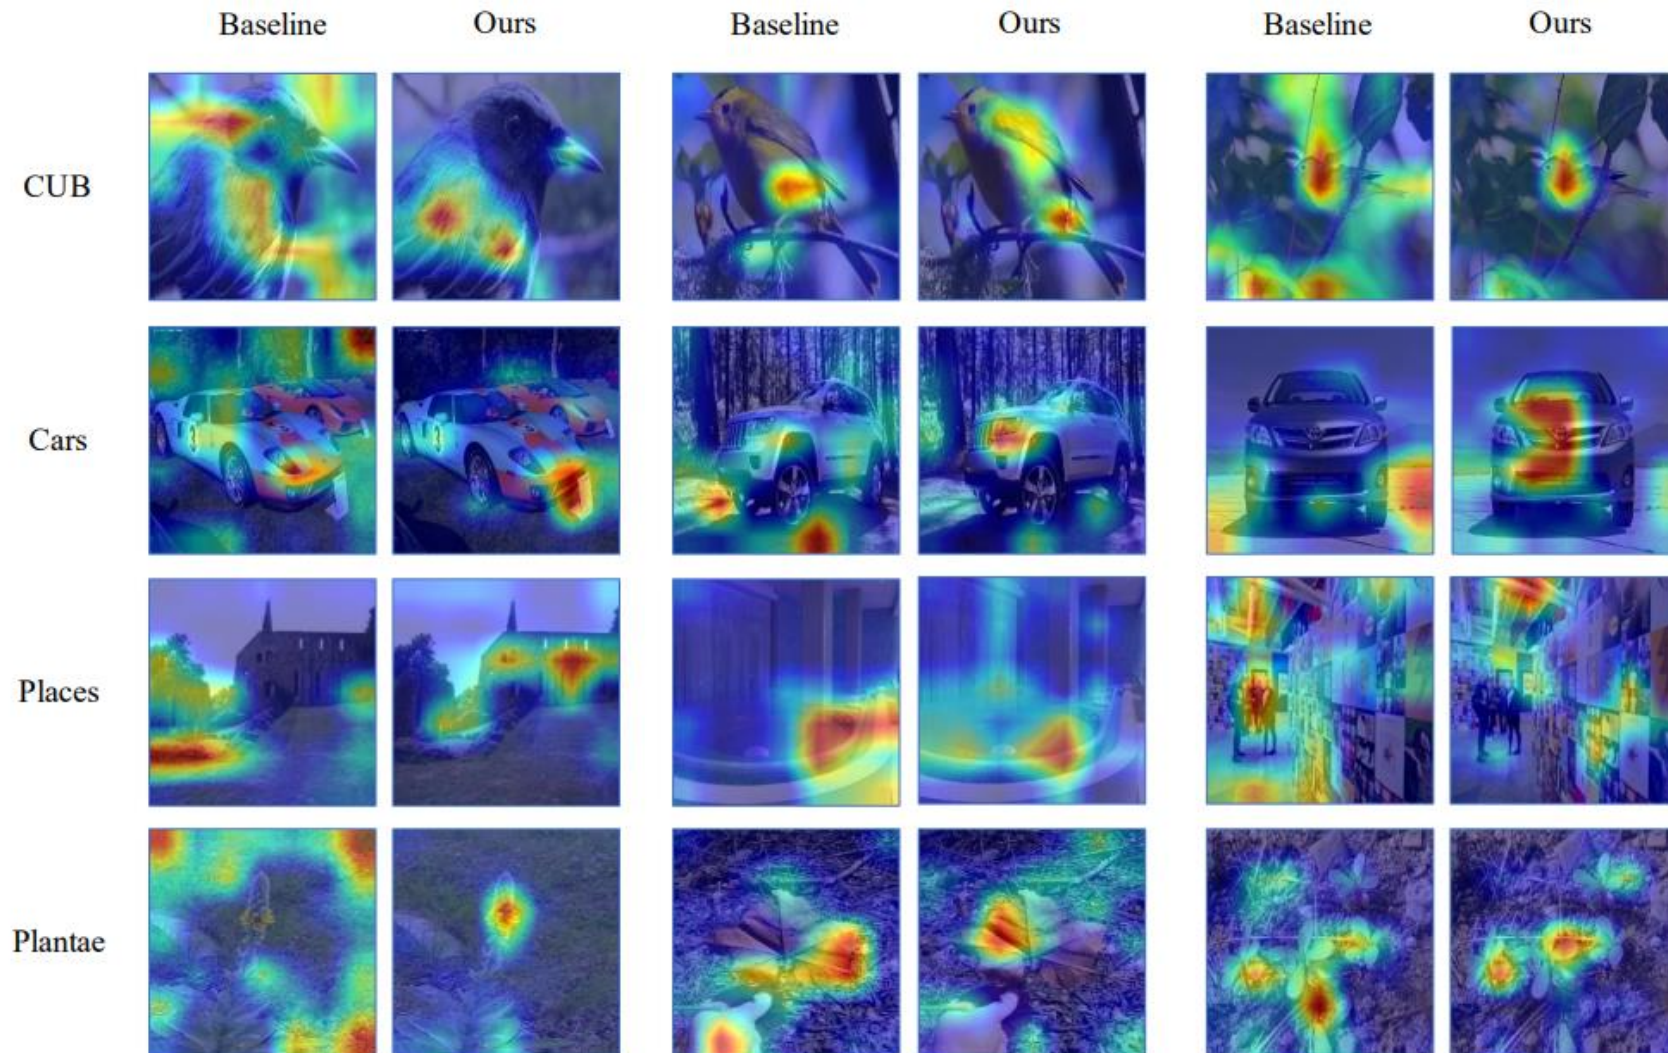 Baseline Ours Baseline Ours Baseline Ours
CUB
Cars
Places
Plantae